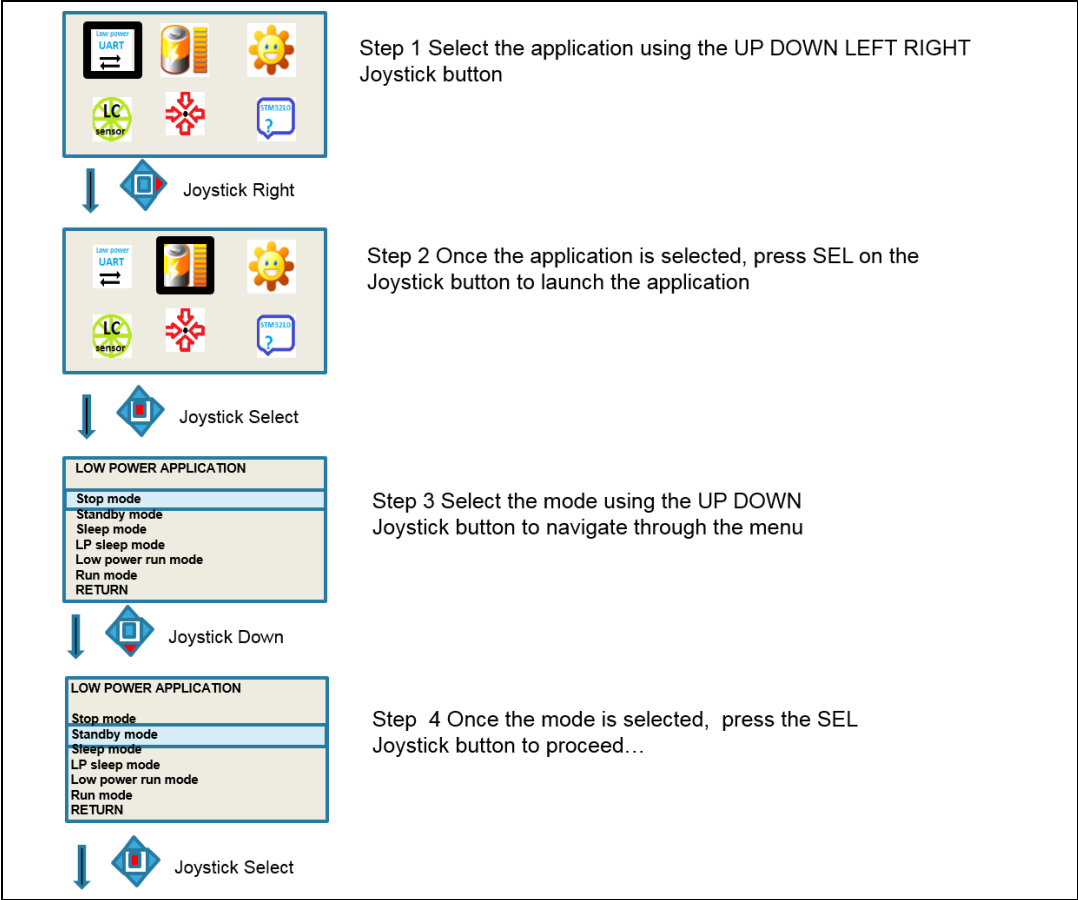 Low power
UART
LC
sensor
STM32L0
?
Step 1 Select the application using the UP DOWN LEFT RIGHT
Joystick button
Joystick Right
Low power
UART
LC
sensor
STM32L0
?
Step 2 Once the application is selected, press SEL on the
Joystick button to launch the application
Joystick Select
LOW POWER APPLICATION
Stop mode
Standby mode
Sleep mode
LP sleep mode
Low power run mode
Run mode
RETURN
Step 3 Select the mode using the UP DOWN
Joystick button to navigate through the menu
Joystick Down
LOW POWER APPLICATION
Stop mode
Standby mode
Sleep mode
LP sleep mode
Low power run mode
Run mode
RETURN
Step 4 Once the mode is selected, press the SEL
Joystick button to proceed…
Joystick Select